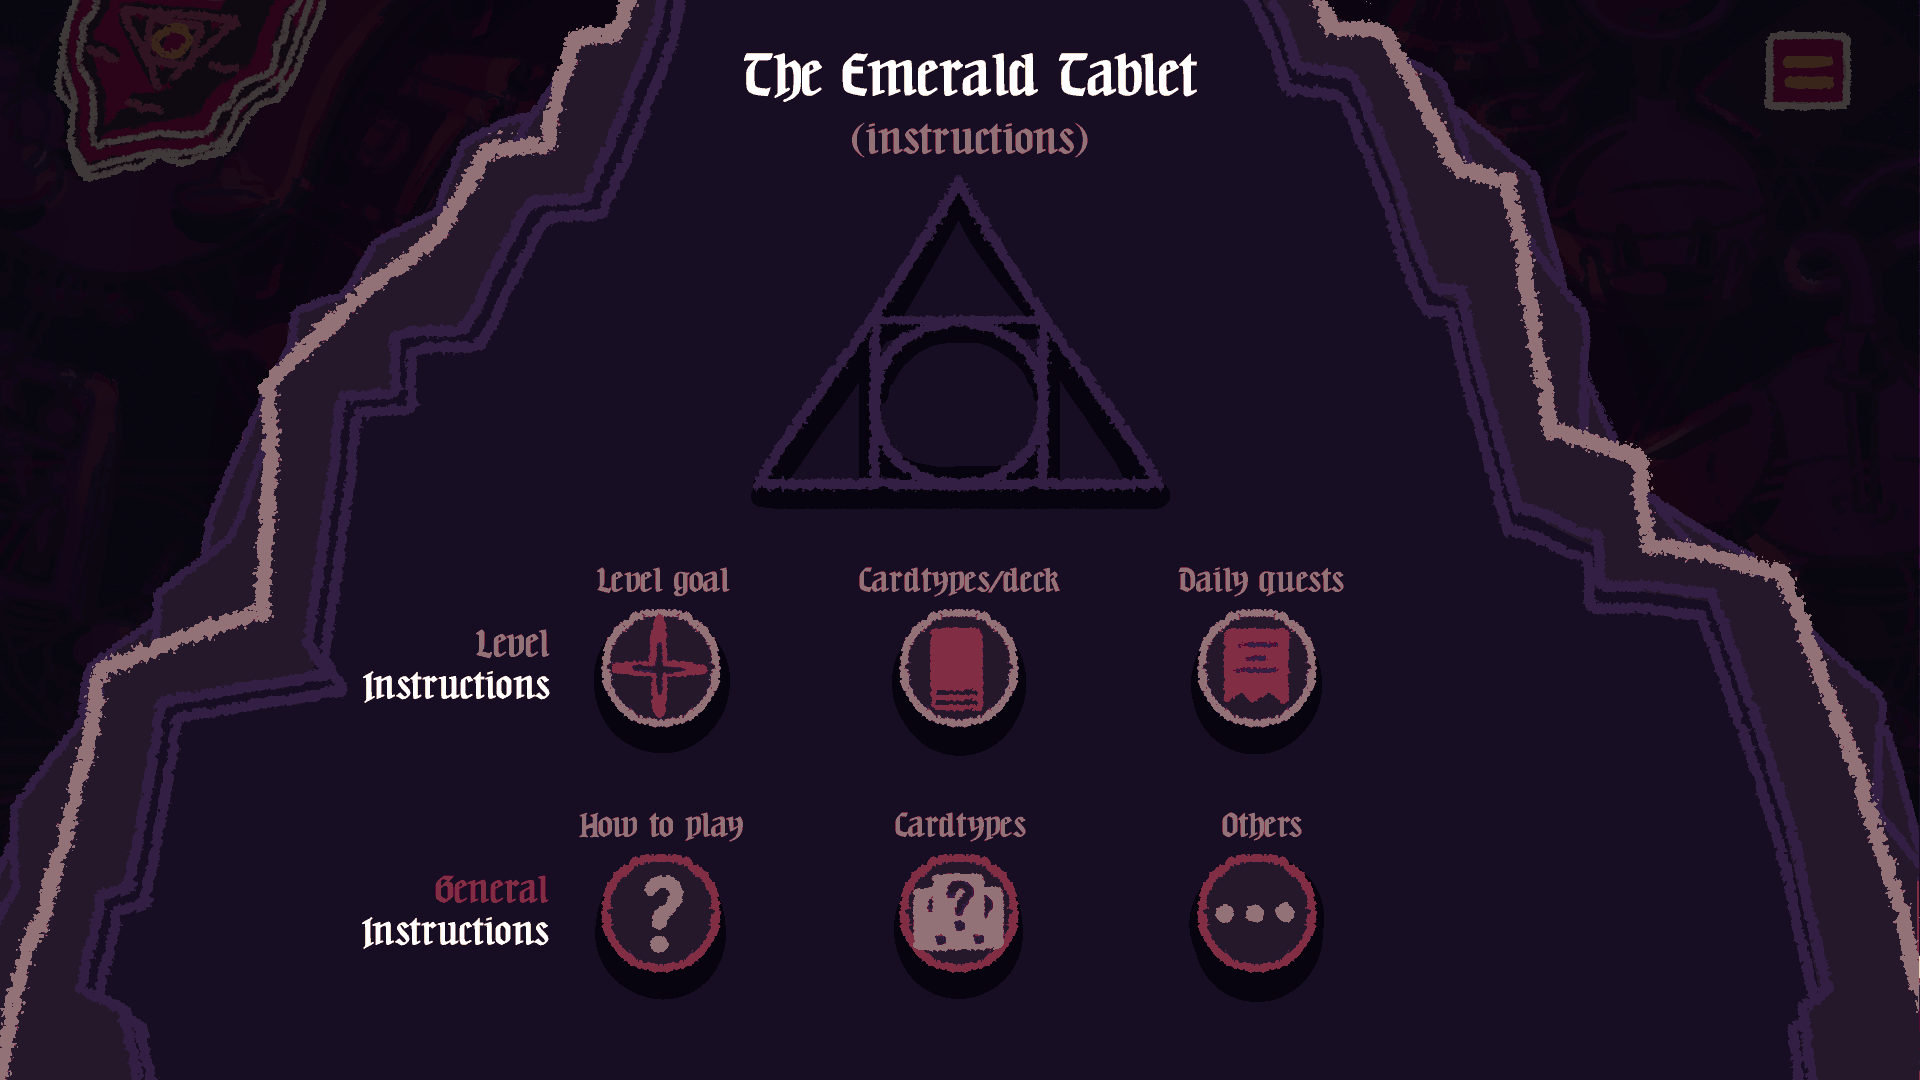 The Emerald Tablet
(instructions)
Level goal
Cardtypes/deck
Daily quests
Level
Instructions
How to play
Cardtypes
Others
General
Instructions